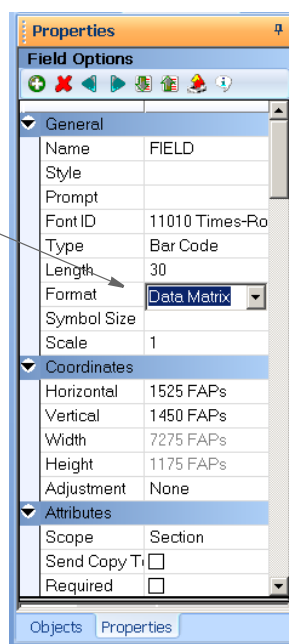 Properties
Field Options
General
Name FIELD
Style
Prompt
Font ID 11010 Times-Ro
Type Bar Code
Length 30
Format Data Matrix
Symbol Size
Scale 1
Coordinates
Horizontal 1525 FAPs
Vertical 1450 FAPs
Width 7275 FAPs
Height 1175 FAPs
Adjustment None
Attributes
Scope Section
Send Copy T
Required
Objects Properties